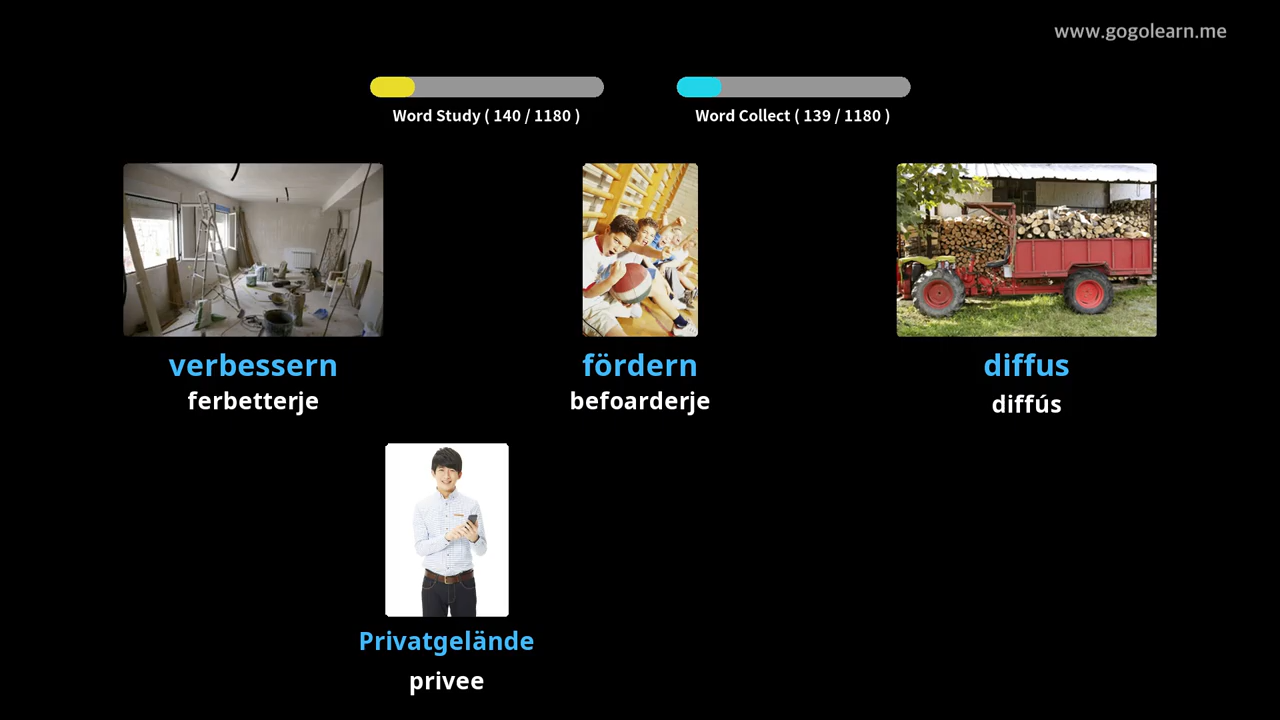 www.gogolearn.me
Word Study ( 140 / 1180 )
Word Collect ( 139 / 1180 )
verbessern
ferbetterje
fördern
befoarderje
diffus
diffús
Privatgelände
privee